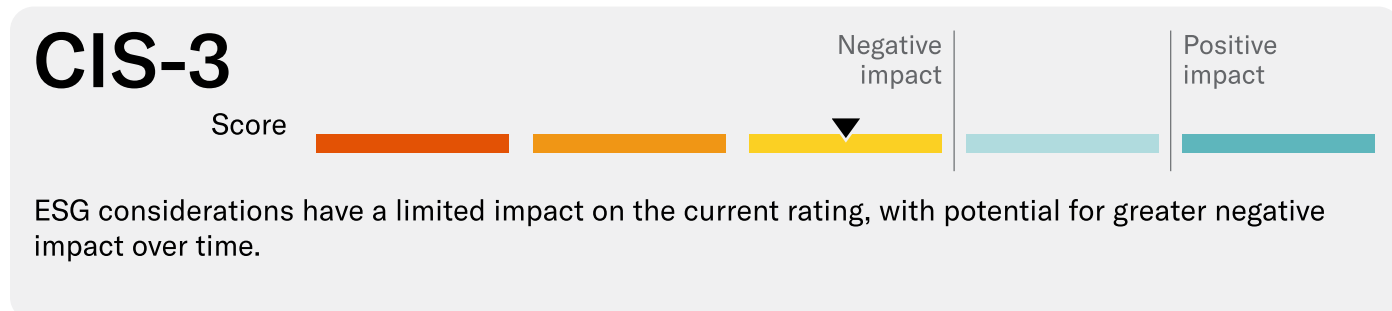 CIS-3
Negative
impact
Positive
impact
Score
ESG considerations have a limited impact on the current rating, with potential for greater negative
impact over time.